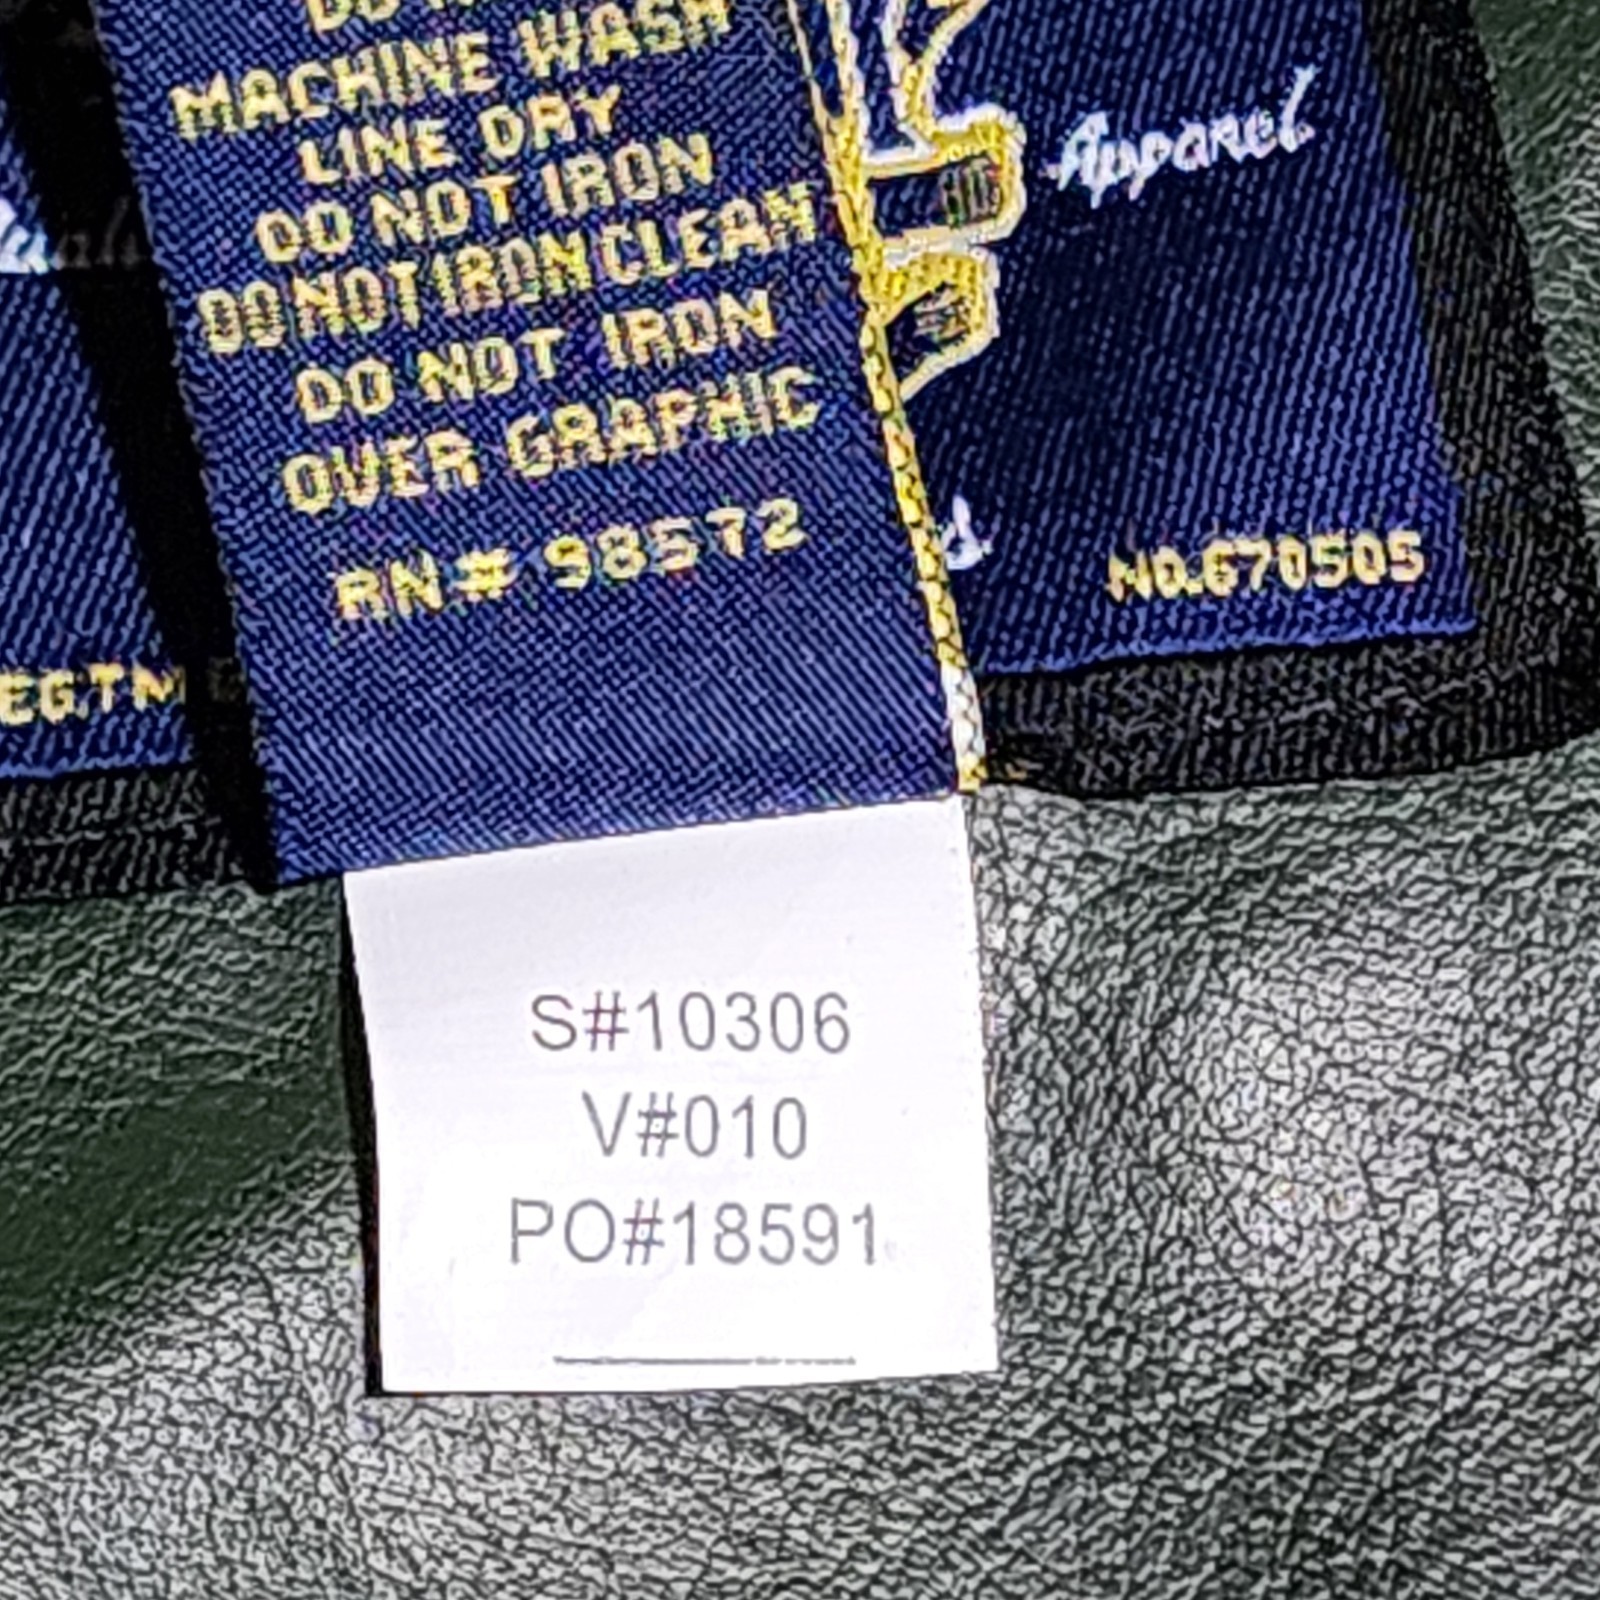 MACHINE WASH
LINE DRY
DO NOT IRON
DO NOT IRON CLEAN
DO NOT IRON
OVER GRAPHIC
RN# 98572
Apparel
d.
NO.670505
EG.TM
S#10306
V#010
PO#18591